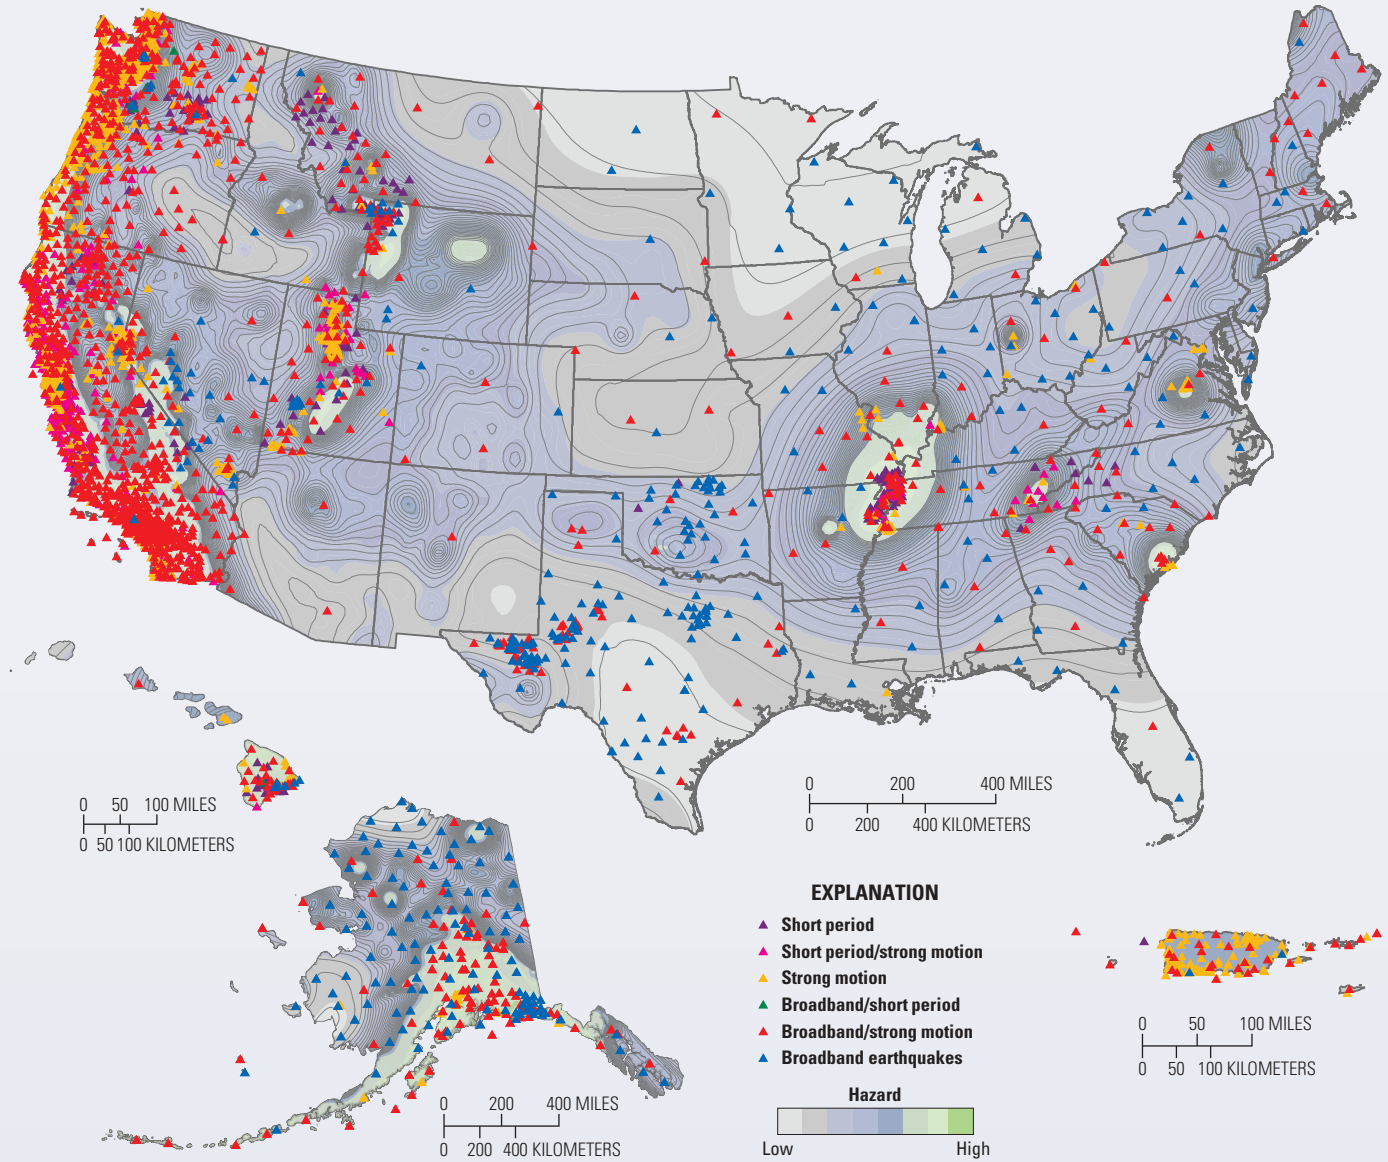 0 50 100 MILES
0 50 100 KILOMETERS
0 200 400 MILES
0 200 400 KILOMETERS
EXPLANATION
Short period
Short period/strong motion
Strong motion
Broadband/short period
Broadband/strong motion
Broadband earthquakes
Hazard
Low High
0 50 100 MILES
0 50 100 KILOMETERS
0 200 400 MILES
0 200 400 KILOMETERS